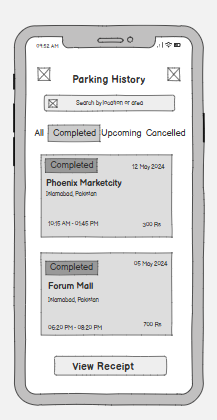 09:52 AM
Parking History
Search by location or area
All Completed Upcoming Cancelled
Completed 12 May 2024
Phoenix Marketcity
Islamabad, Pakistan
10:15 AM - 01:45 PM 300 Rs
Completed 05 May 2024
Forum Mall
Islamabad, Pakistan
06:20 PM - 08:20 PM 700 Rs
View Receipt